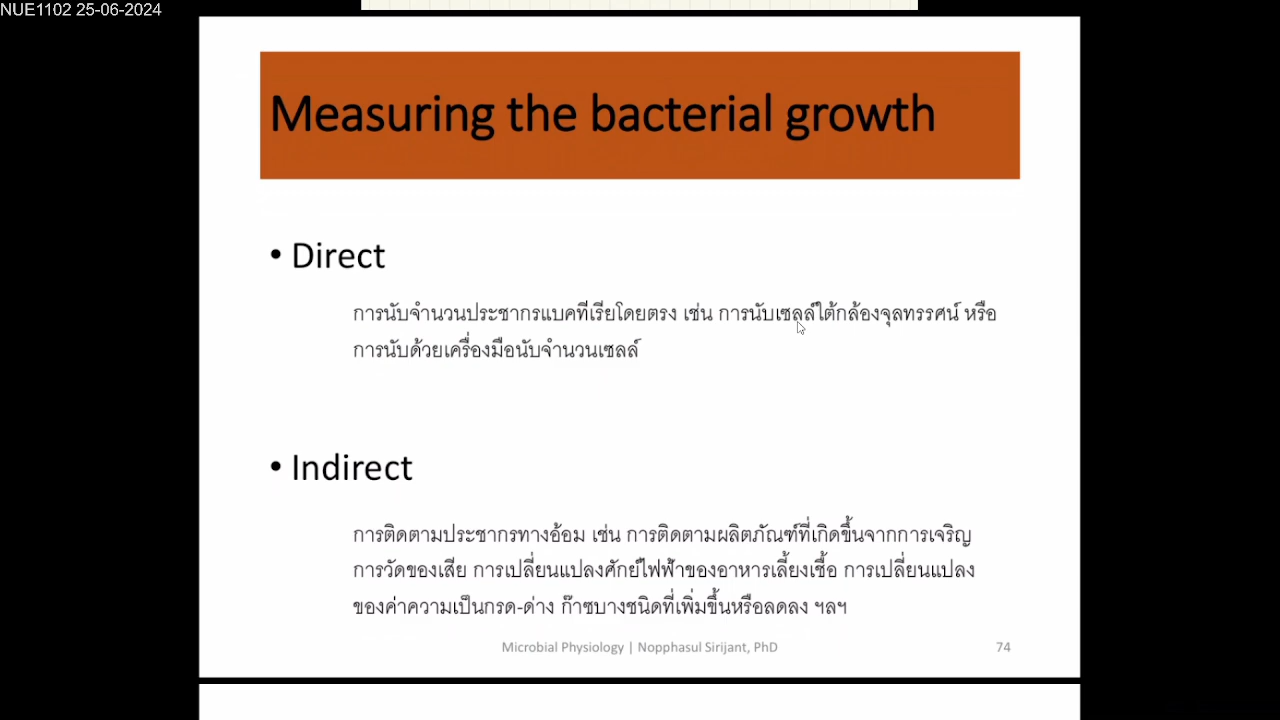 NUE1102 25-06-2024
Measuring the bacterial growth
• Direct
การนับจำนวนประชากรแบคทีเรียโดยตรง เช่น การนับเซลล์ใต้กล้องจุลทรรศน์ หรือ
การนับด้วยเครื่องมือนับจำนวนเซลล์
• Indirect
การติดตามประชากรทางอ้อม เช่น การติดตามผลิตภัณฑ์ที่เกิดขึ้นจากการเจริญ
การวัดของเสีย การเปลี่ยนแปลงศักย์ไฟฟ้าของอาหารเลี้ยงเชื้อ การเปลี่ยนแปลง
ของค่าความเป็นกรด-ด่าง ก๊าซบางชนิดที่เพิ่มขึ้นหรือลดลง ฯลฯ
Microbial Physiology | Nopphasul Sirijant, PhD
74